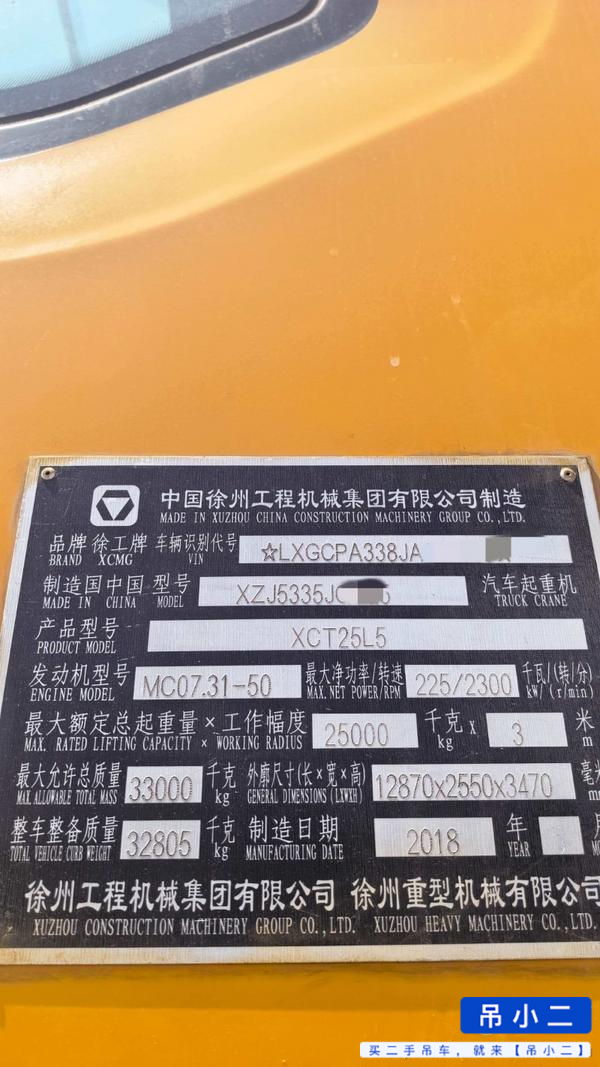 中国徐州工程机械集团有限公司制造
MADE IN XUZHOU CHINA CONSTRUCTION MACHINERY GROUP CO.,LTD.
品牌 徐工牌 车辆识别代号 ☆LXGCPA338JA
BRAND XCMG VIN
制造国 中国 型号 XZJ5335J 汽车起重机
MADE IN CHINA MODEL TRUCK CRANE
产品型号 XCT25L5
PRODUCT MODEL
发动机型号 MC07.31-50 最大净功率/转速 225/2300 千瓦/(转/分)
ENGINE MODEL MAX.NET POWER/RPM kW/(r/min)
最大额定总起重量×工作幅度 25000 千克 x 3 米
MAX. RATED LIFTING CAPACITY × WORKING RADIUS kg m
最大允许总质量 33000 千克 外廓尺寸(长×宽×高) 12870x2550x3470 毫米
MAX ALLOWABLE TOTAL MASS kg GENERAL DIMENSIONS (LXWXH) mm
整车整备质量 32805 千克 制造日期 2018 年
TOTAL VEHICLE CURB WEIGHT kg MANUFACTURING DATE YEAR
徐州工程机械集团有限公司 徐州重型机械有限公司
XUZHOU CONSTRUCTION MACHINERY GROUP CO.,LTD. XUZHOU HEAVY MACHINERY CO.,LTD.
吊小二
买二手吊车，就来【吊小二】